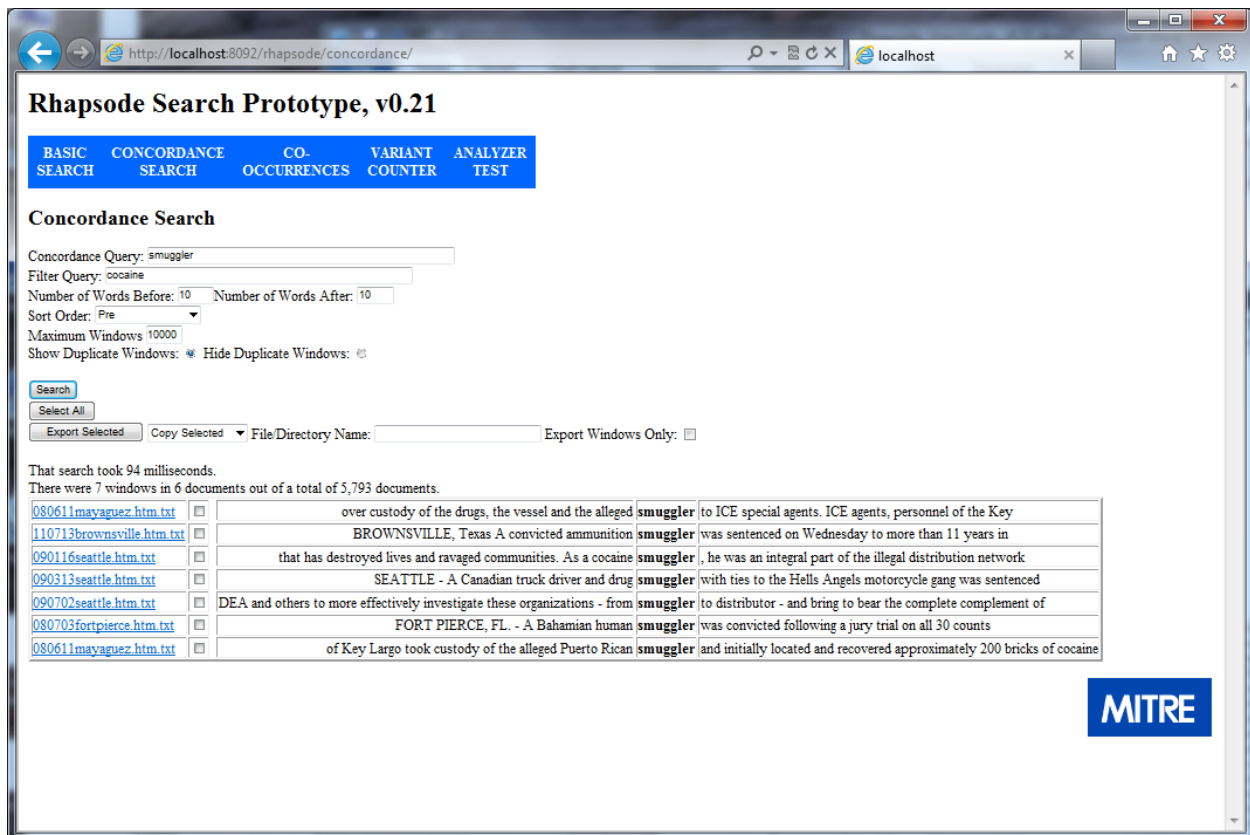 http://localhost:8092/rhapsode/concordance/
localhost
Rhapsode Search Prototype, v0.21
BASIC SEARCH CONCORDANCE SEARCH CO-OCCURRENCES VARIANT COUNTER ANALYZER TEST
Concordance Search
Concordance Query: smuggler
Filter Query: cocaine
Number of Words Before: 10 Number of Words After: 10
Sort Order: Pre
Maximum Windows 10000
Show Duplicate Windows: Hide Duplicate Windows:
Search
Select All
Export Selected Copy Selected File/Directory Name: Export Windows Only:
That search took 94 milliseconds.
There were 7 windows in 6 documents out of a total of 5,793 documents.
080611mayaguez.htm.txt over custody of the drugs, the vessel and the alleged smuggler to ICE special agents. ICE agents, personnel of the Key
110713brownsville.htm.txt BROWNSVILLE, Texas A convicted ammunition smuggler was sentenced on Wednesday to more than 11 years in
090116seattle.htm.txt that has destroyed lives and ravaged communities. As a cocaine smuggler , he was an integral part of the illegal distribution network
090313seattle.htm.txt SEATTLE - A Canadian truck driver and drug smuggler with ties to the Hells Angels motorcycle gang was sentenced
090702seattle.htm.txt DEA and others to more effectively investigate these organizations - from smuggler to distributor - and bring to bear the complete complement of
080703fortpierce.htm.txt FORT PIERCE, FL. - A Bahamian human smuggler was convicted following a jury trial on all 30 counts
080611mayaguez.htm.txt of Key Largo took custody of the alleged Puerto Rican smuggler and initially located and recovered approximately 200 bricks of cocaine
MITRE